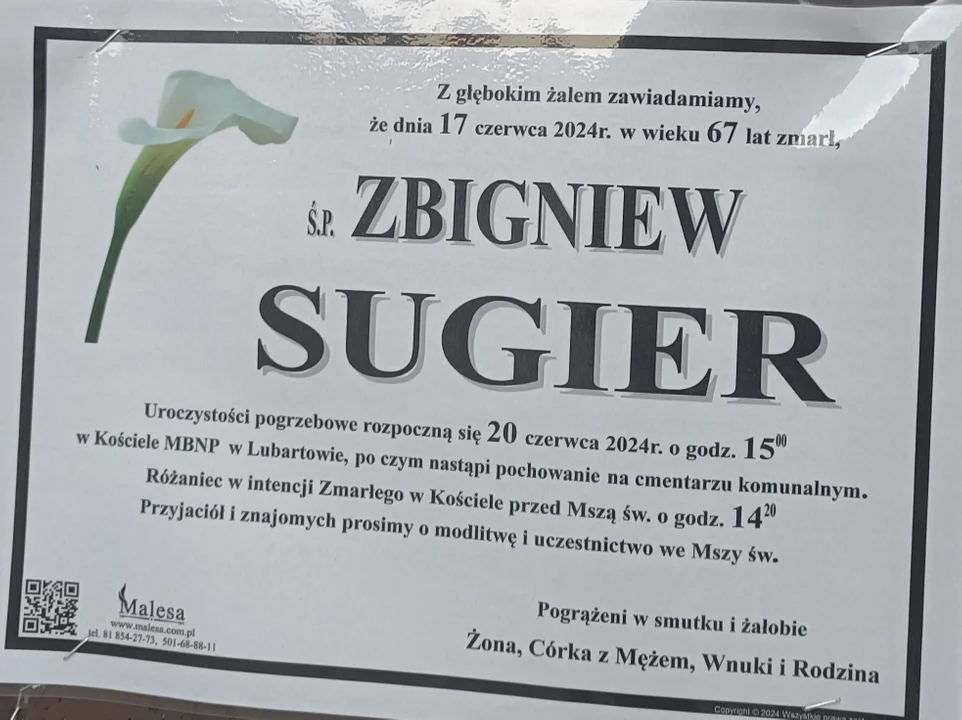 Z głębokim żalem zawiadamiamy,
że dnia 17 czerwca 2024r. w wieku 67 lat zmarł,
Ś.P. ZBIGNIEW
SUGIER
Uroczystości pogrzebowe rozpoczną się 20 czerwca 2024r. o godz. 15⁰⁰
w Kościele MBNP w Lubartowie, po czym nastąpi pochowanie na cmentarzu komunalnym.
Różaniec w intencji Zmarłego w Kościele przed Mszą św. o godz. 14²⁰
Przyjaciół i znajomych prosimy o modlitwę i uczestnictwo we Mszy św.
Pogrążeni w smutku i żałobie
Żona, Córka z Mężem, Wnuki i Rodzina
Malesa
www.malesa.com.pl
tel. 81 854-27-73, 501-68-88-11
Copyright © 2024 Wszystkie prawa